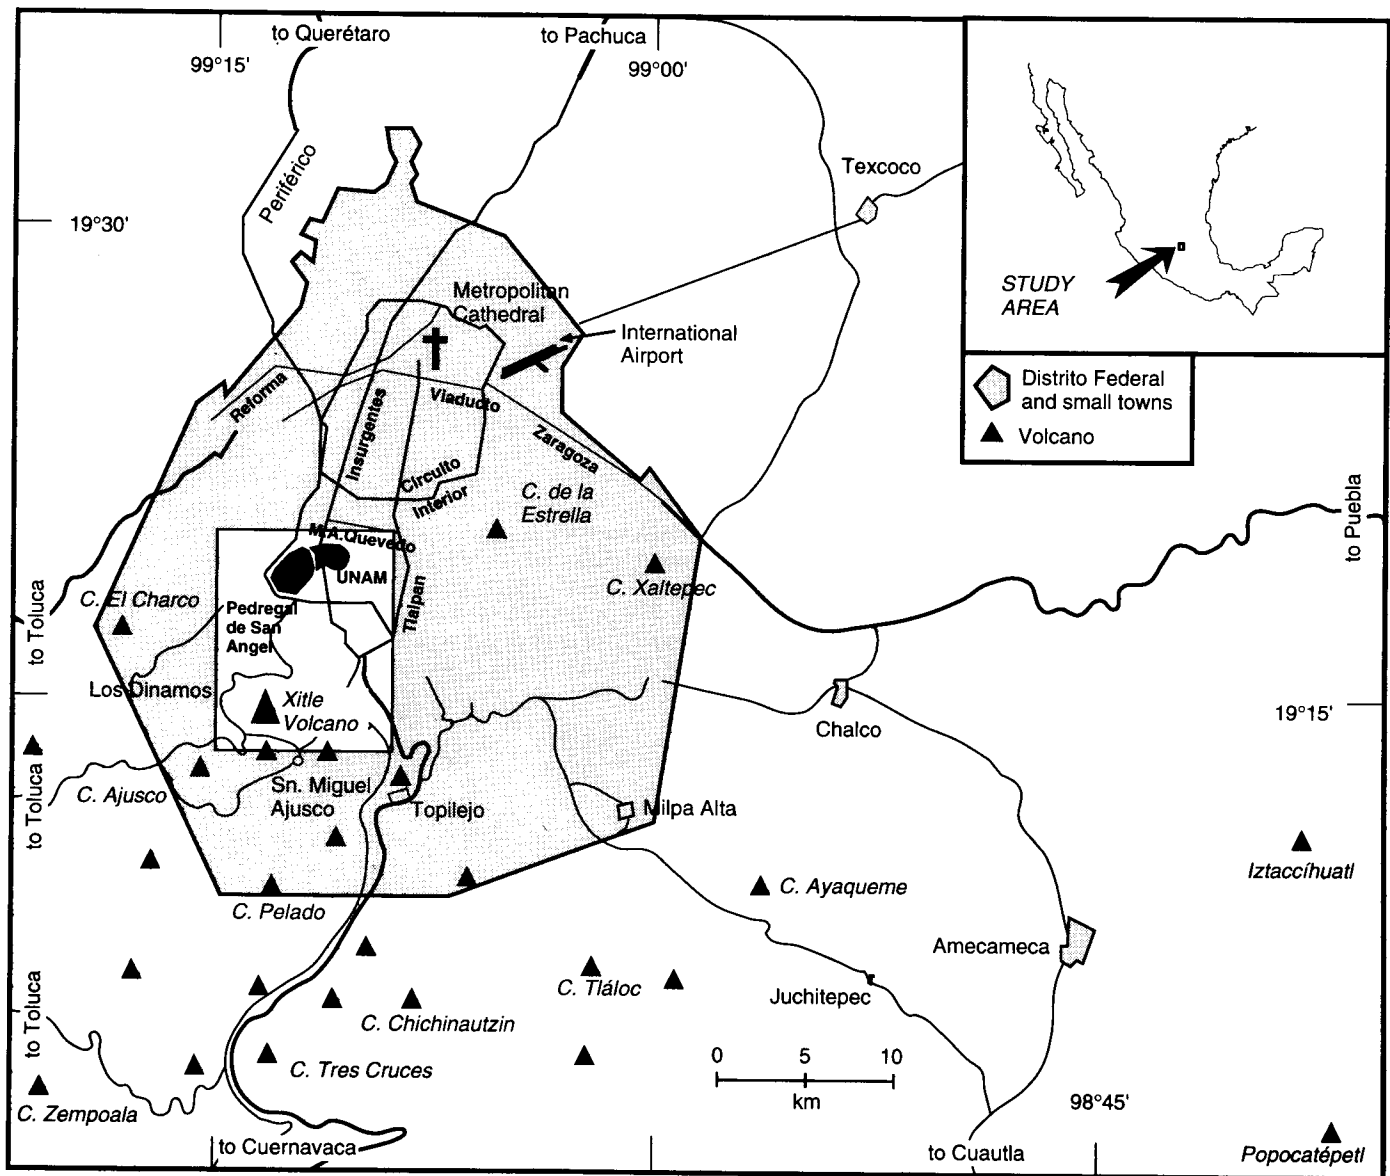 to Querétaro
to Pachuca
99°15'
99°00'
Periférico
Texcoco
19°30'
STUDY
AREA
Metropolitan
Cathedral
International
Airport
Distrito Federal
and small towns
Volcano
Reforma
Insurgentes
Viaducto
Zaragoza
Circuito
Interior
C. de la
Estrella
M.A.Quevedo
UNAM
to Puebla
C. El Charco
to Toluca
C. Xaltepec
Tlalpan
Pedregal
de San
Angel
Los Dinamos
Xitle
Volcano
19°15'
Chalco
to Toluca
C. Ajusco
Sn. Miguel
Ajusco
Topilejo
Milpa Alta
Iztaccíhuatl
C. Ayaqueme
C. Pelado
Amecameca
C. Tláloc
Juchitepec
to Toluca
C. Chichinautzin
C. Tres Cruces
0 5 10
km
98°45'
C. Zempoala
to Cuernavaca
to Cuautla
Popocatépetl